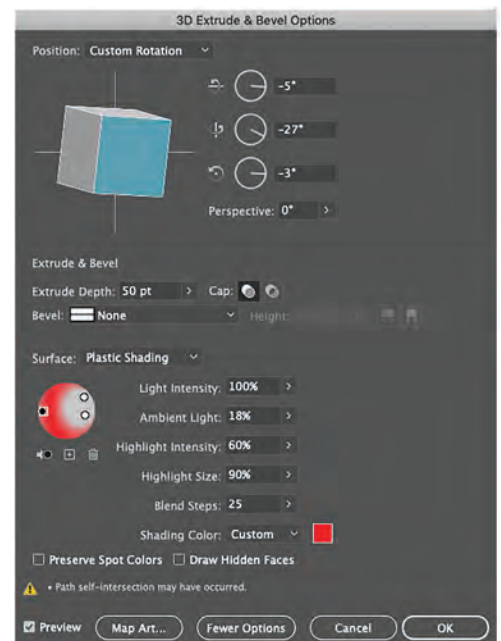 3D Extrude & Bevel Options
Position: Custom Rotation
-5°
-27°
-3°
Perspective: 0°
Extrude & Bevel
Extrude Depth: 50 pt Cap:
Bevel: None Height:
Surface: Plastic Shading
Light Intensity: 100%
Ambient Light: 18%
Highlight Intensity: 60%
Highlight Size: 90%
Blend Steps: 25
Shading Color: Custom
Preserve Spot Colors Draw Hidden Faces
• Path self-intersection may have occurred.
Preview Map Art... Fewer Options Cancel OK